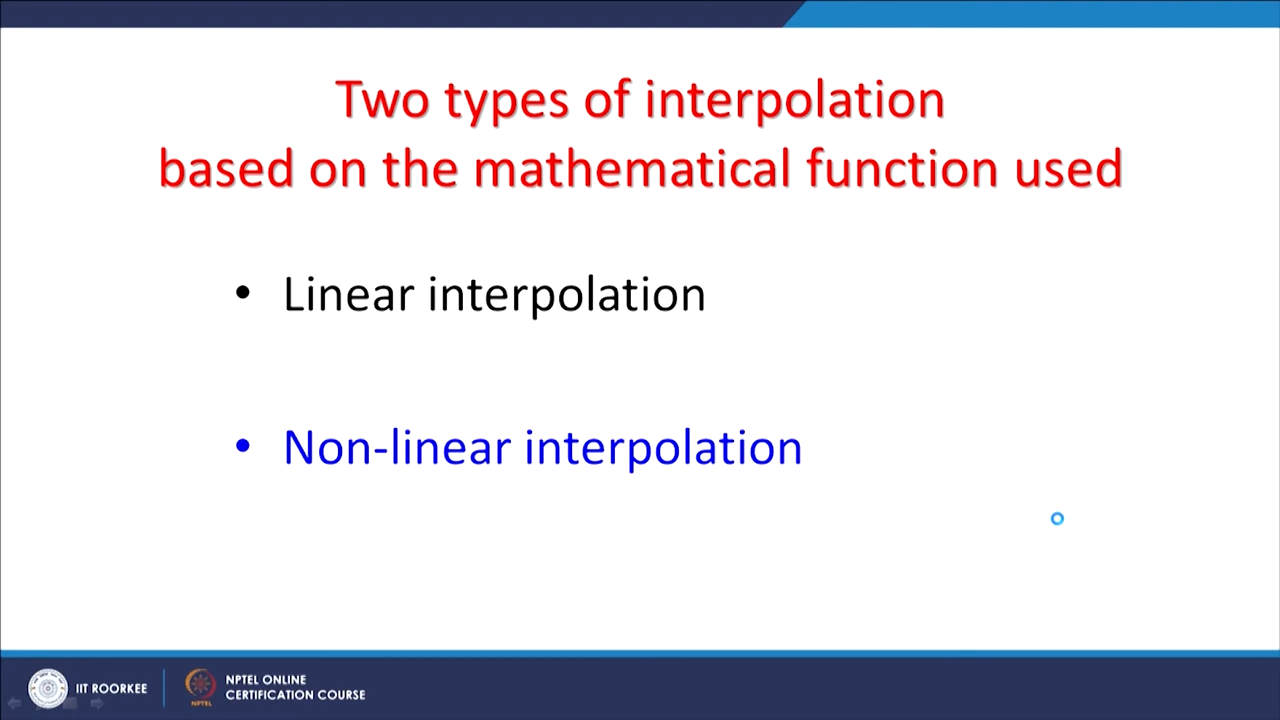 Two types of interpolation
based on the mathematical function used
• Linear interpolation
• Non-linear interpolation
IIT ROORKEE
NPTEL
NPTEL ONLINE
CERTIFICATION COURSE